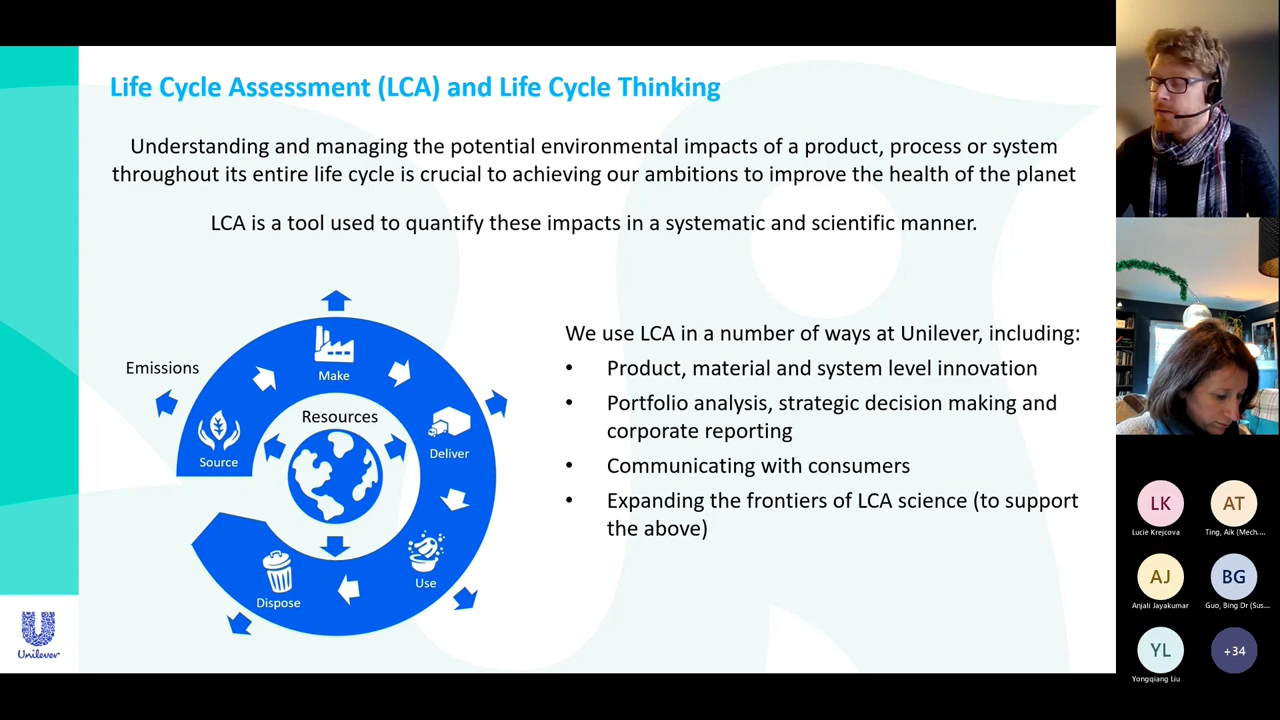 Life Cycle Assessment (LCA) and Life Cycle Thinking
Understanding and managing the potential environmental impacts of a product, process or system
throughout its entire life cycle is crucial to achieving our ambitions to improve the health of the planet
LCA is a tool used to quantify these impacts in a systematic and scientific manner.
Emissions
Make
Resources
Source
Deliver
Use
Dispose
We use LCA in a number of ways at Unilever, including:
• Product, material and system level innovation
• Portfolio analysis, strategic decision making and
corporate reporting
• Communicating with consumers
• Expanding the frontiers of LCA science (to support
the above)
Unilever
LK
Lucie Krejcova
AT
Ting, Aik (Mech....
AJ
Anjali Jayakumar
BG
Guo, Bing Dr (Sus...
YL
Yongqiang Liu
+34